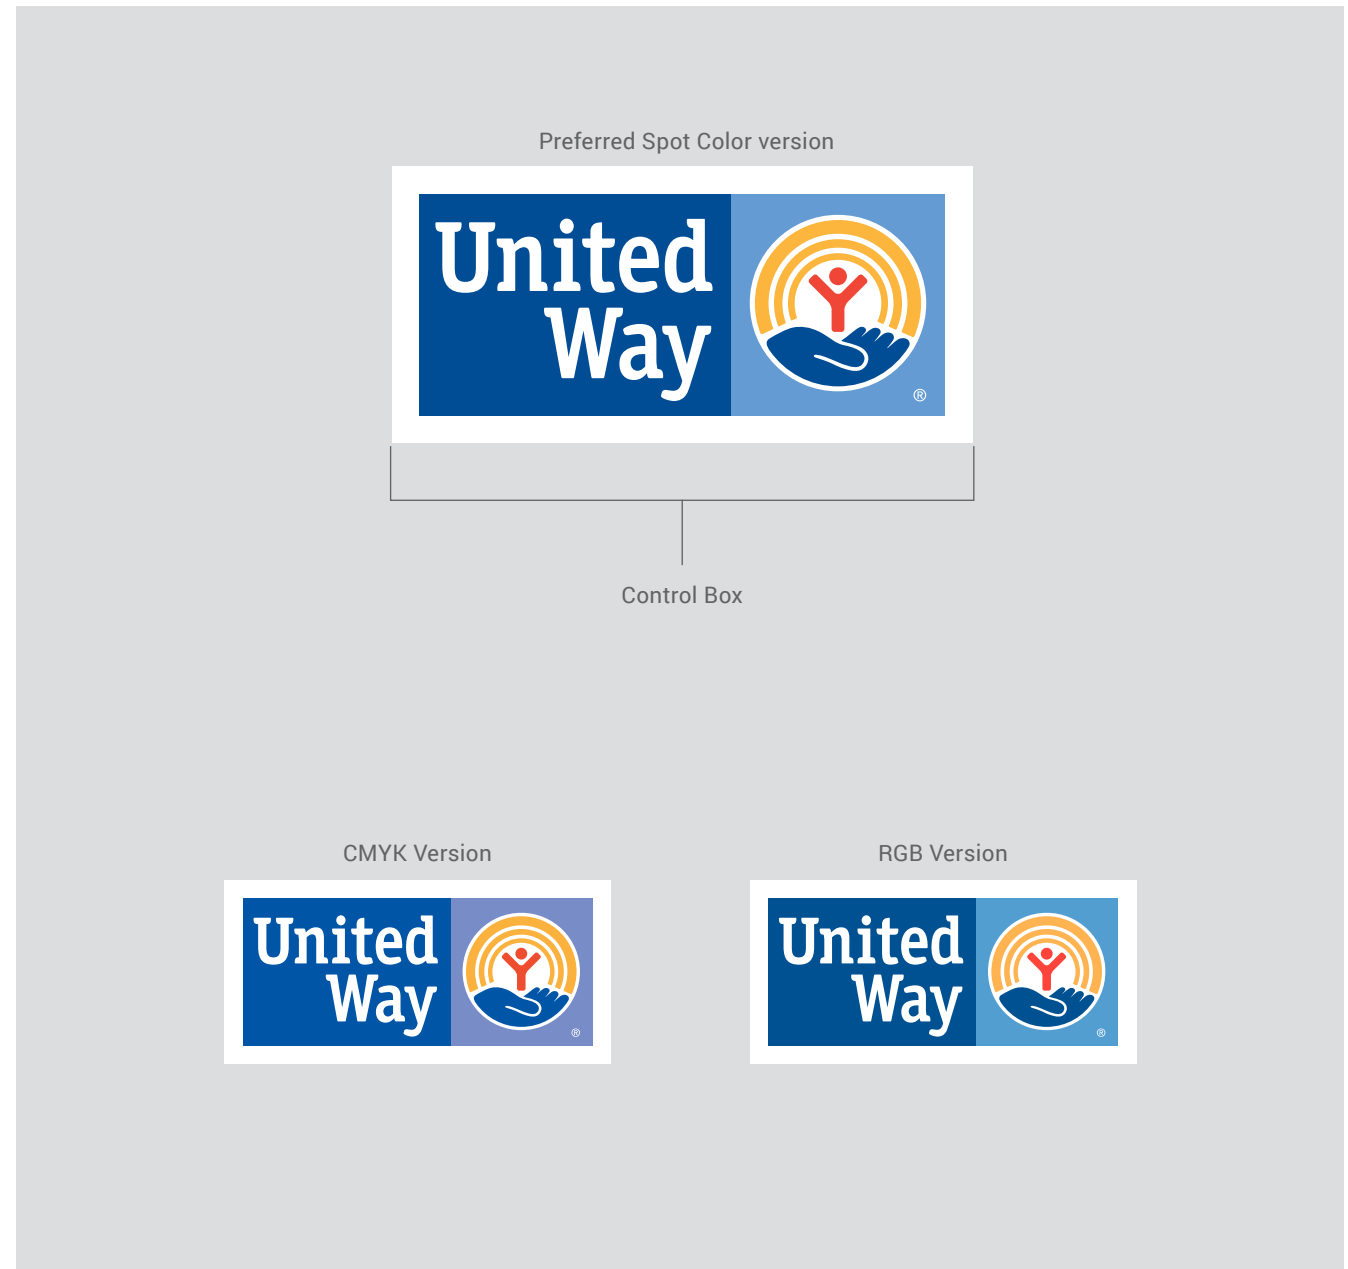 Preferred Spot Color version
United
Way
®
Control Box
CMYK Version
United
Way
®
RGB Version
United
Way
®